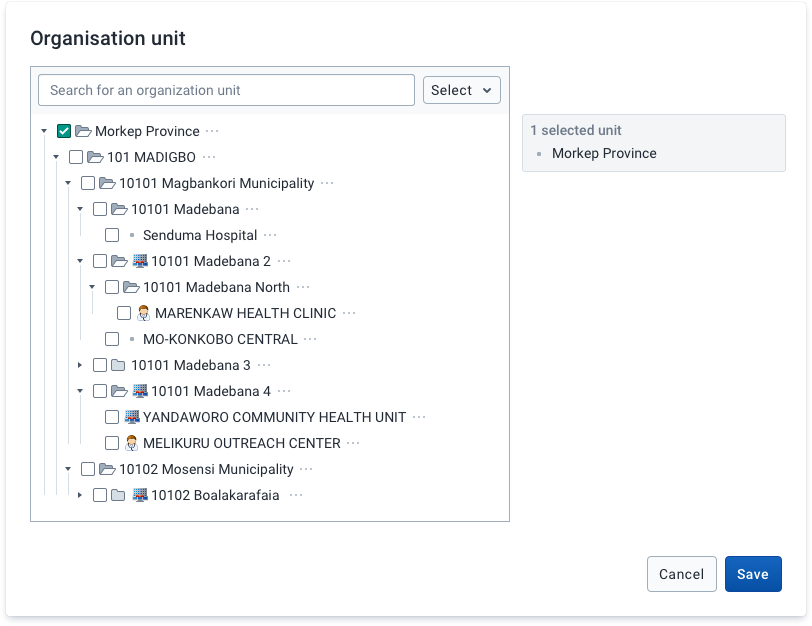 Organisation unit
Search for an organization unit
Select
Morkep Province ···
101 MADIGBO ···
10101 Magbankori Municipality ···
10101 Madebana ···
Senduma Hospital ···
10101 Madebana 2 ···
10101 Madebana North ···
MARENKAW HEALTH CLINIC ···
MO-KONKOBO CENTRAL ···
10101 Madebana 3 ···
10101 Madebana 4 ···
YANDAWORO COMMUNITY HEALTH UNIT ···
MELIKURU OUTREACH CENTER ···
10102 Mosensi Municipality ···
10102 Boalakarafaia ···
1 selected unit
Morkep Province
Cancel
Save